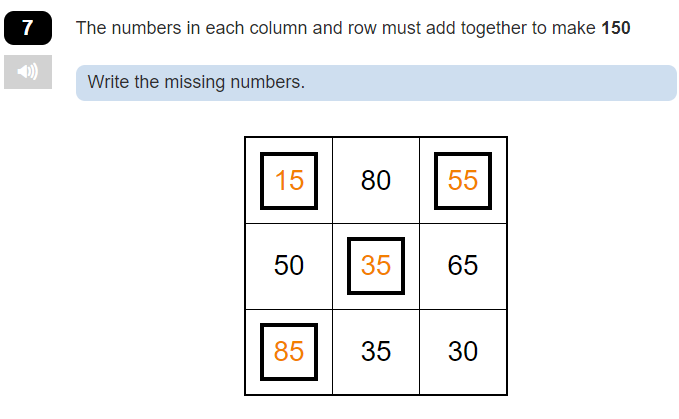 7 The numbers in each column and row must add together to make 150
Write the missing numbers.
15 80 55
50 35 65
85 35 30